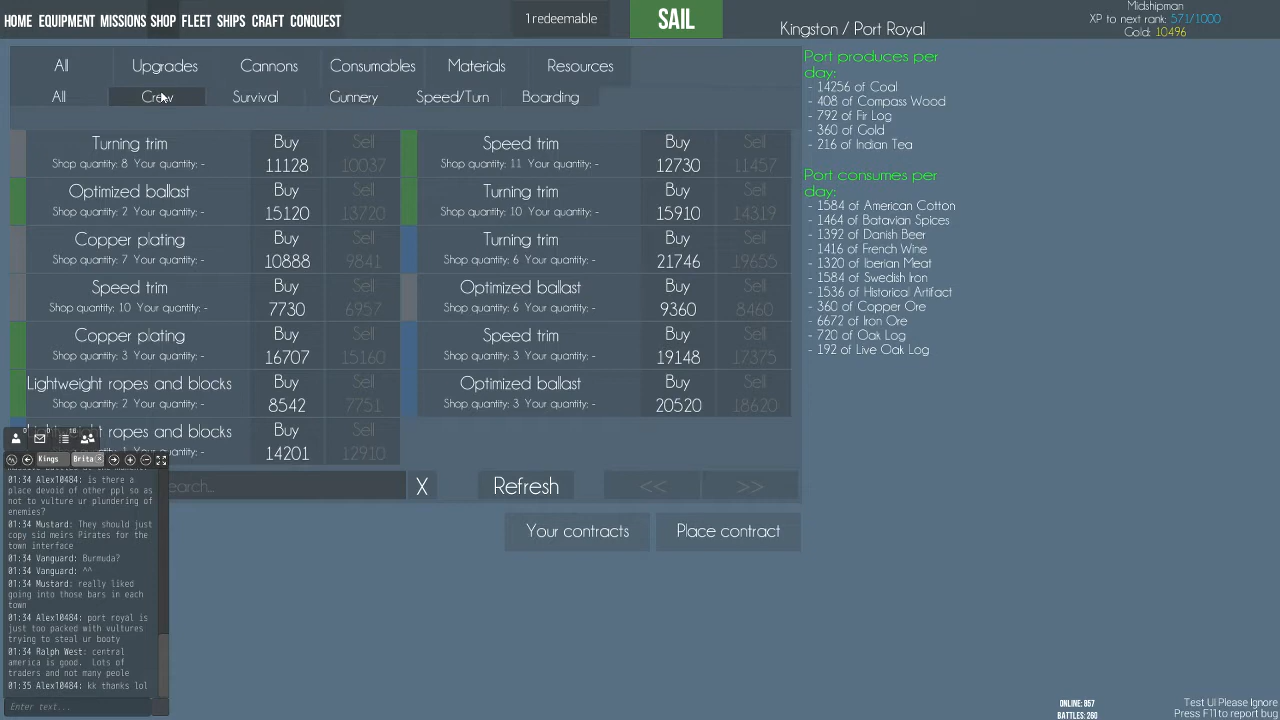 HOME EQUIPMENT MISSIONS SHOP FLEET SHIPS CRAFT CONQUEST
1 redeemable
SAIL
Kingston / Port Royal
Midshipman
XP to next rank: 571/1000
Gold: 10496
All Upgrades Cannons Consumables Materials Resources
All Crew Survival Gunnery Speed/Turn Boarding
Turning trim
Shop quantity: 8 Your quantity: -
Buy
11128
Sell
10037
Speed trim
Shop quantity: 11 Your quantity: -
Buy
12730
Sell
11457
Optimized ballast
Shop quantity: 2 Your quantity: -
Buy
15120
Sell
13720
Turning trim
Shop quantity: 10 Your quantity: -
Buy
15910
Sell
14319
Copper plating
Shop quantity: 7 Your quantity: -
Buy
10888
Sell
9841
Turning trim
Shop quantity: 6 Your quantity: -
Buy
21746
Sell
19655
Speed trim
Shop quantity: 10 Your quantity: -
Buy
7730
Sell
6957
Optimized ballast
Shop quantity: 6 Your quantity: -
Buy
9360
Sell
8460
Copper plating
Shop quantity: 3 Your quantity: -
Buy
16707
Sell
15160
Speed trim
Shop quantity: 3 Your quantity: -
Buy
19148
Sell
17375
Lightweight ropes and blocks
Shop quantity: 2 Your quantity: -
Buy
8542
Sell
7751
Optimized ballast
Shop quantity: 3 Your quantity: -
Buy
20520
Sell
18620
ropes and blocks
Your quantity: -
Buy
14201
Sell
12910
X
Refresh
<< >>
Your contracts
Place contract
Port produces per
day:
- 14256 of Coal
- 408 of Compass Wood
- 792 of Fir Log
- 360 of Gold
- 216 of Indian Tea
Port consumes per
day:
- 1584 of American Cotton
- 1464 of Batavian Spices
- 1392 of Danish Beer
- 1416 of French Wine
- 1320 of Iberian Meat
- 1584 of Swedish Iron
- 1536 of Historical Artifact
- 360 of Copper Ore
- 6672 of Iron Ore
- 720 of Oak Log
- 192 of Live Oak Log
Kings Brita
01:34 Alex10484: is there a
place devoid of other ppl so as
not to vulture ur plundering of
enemies?
01:34 Mustard: They should just
copy sid meirs Pirates for the
town interface
01:34 Vanguard: Burmuda?
01:34 Vanguard: ^^
01:34 Mustard: really liked
going into those bars in each
town
01:34 Alex10484: port royal is
just too packed with vultures
trying to steal ur booty
01:34 Ralph West: central
america is good. Lots of
traders and not many peole
01:35 Alex10484: kk thanks lol
Enter text...
ONLINE: 857
BATTLES: 260
Test UI Please Ignore
Press F11 to report bug